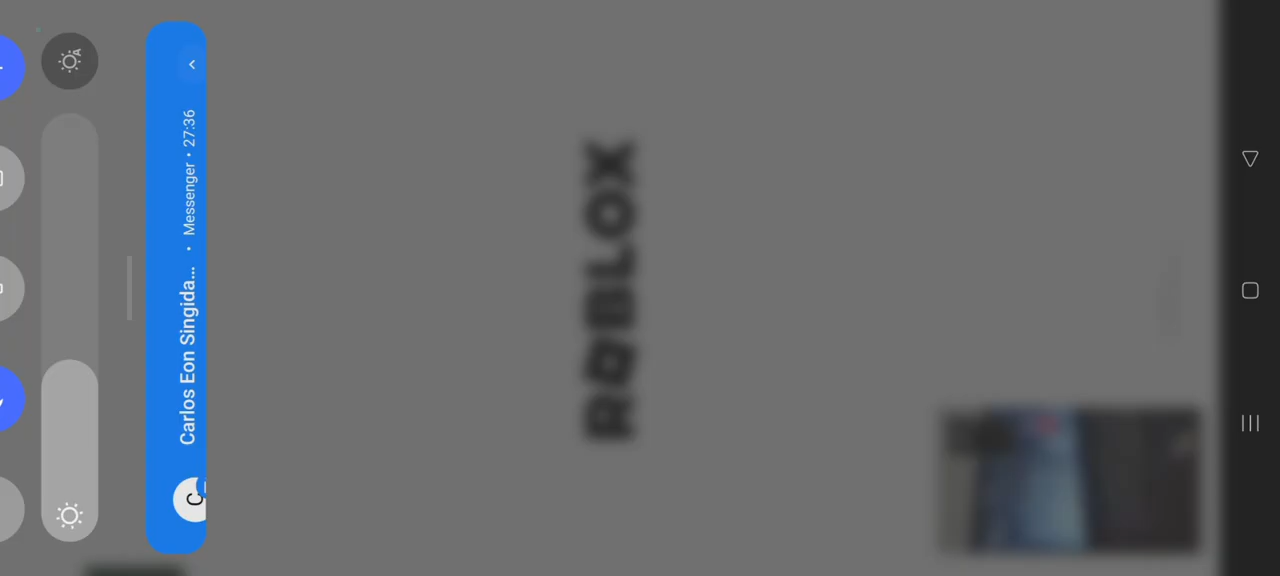 Carlos Eon Singida... • Messenger • 27:36
C
ROBLOX